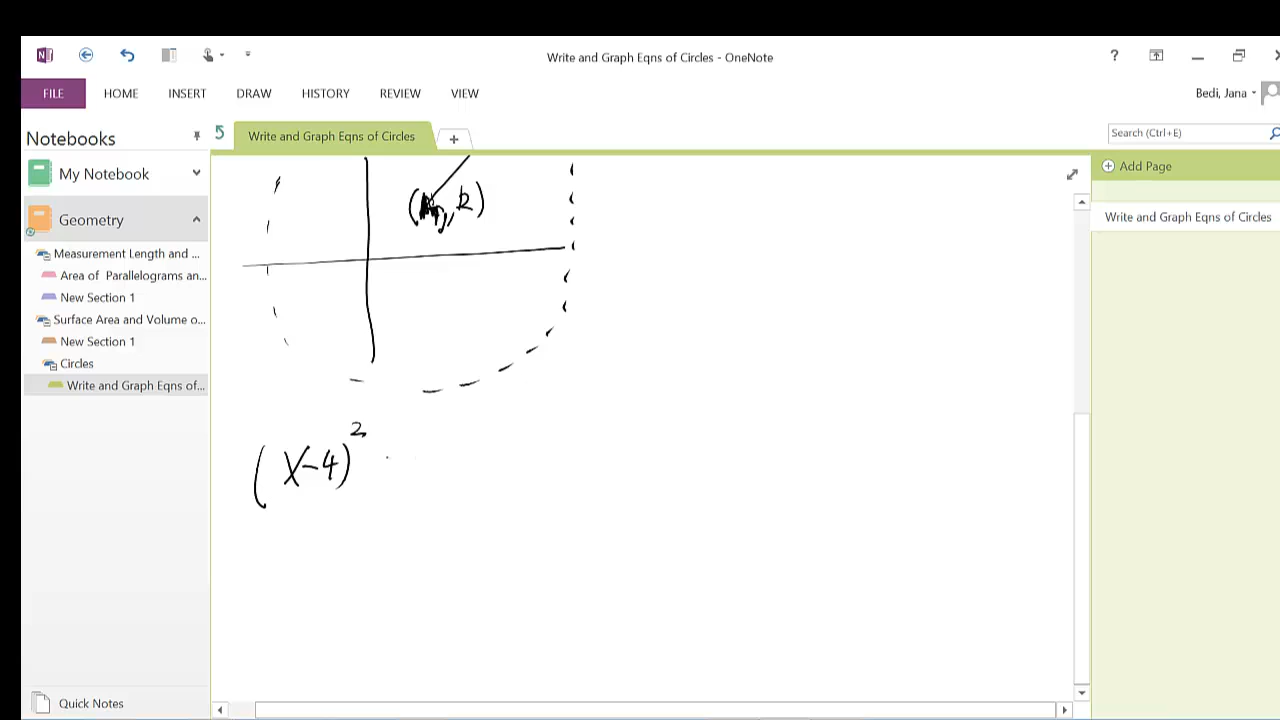 Write and Graph Eqns of Circles - OneNote
?
FILE HOME INSERT DRAW HISTORY REVIEW VIEW
Bedi, Jana
Notebooks
Write and Graph Eqns of Circles
+
Search (Ctrl+E)
My Notebook
Add Page
Geometry
Write and Graph Eqns of Circles
Measurement Length and ...
Area of Parallelograms an...
New Section 1
Surface Area and Volume o...
New Section 1
Circles
Write and Graph Eqns of...
Quick Notes
(h, k)
(x-4)²